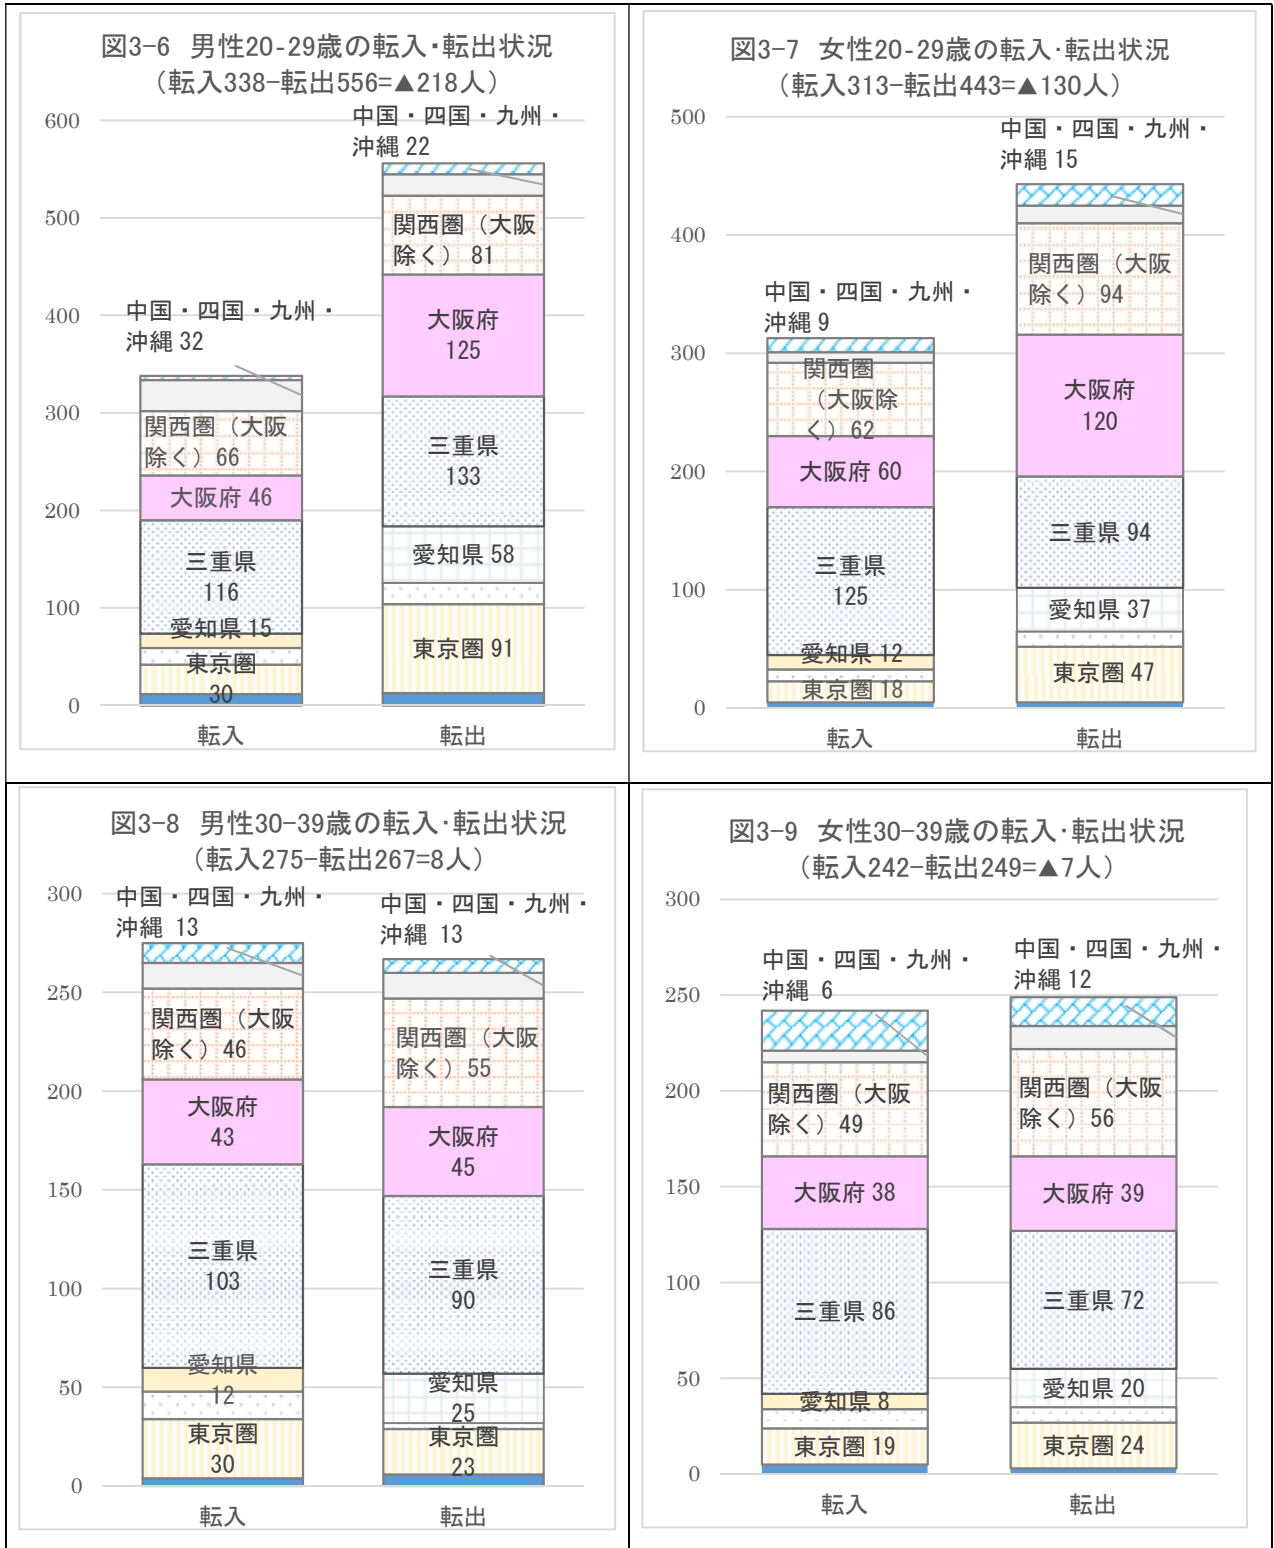 図3-6 男性20-29歳の転入･転出状況
（転入338-転出556=▲218人）
600
500
400
300
200
100
0
中国・四国・九州・
沖縄 32
関西圏（大阪
除く）66
大阪府 46
三重県
116
愛知県 15
東京圏
30
転入
中国・四国・九州・
沖縄 22
関西圏（大阪
除く）81
大阪府
125
三重県
133
愛知県 58
東京圏 91
転出
図3-7 女性20-29歳の転入･転出状況
（転入313-転出443=▲130人）
500
400
300
200
100
0
中国・四国・九州・
沖縄 9
関西圏
（大阪除
く）62
大阪府 60
三重県
125
愛知県 12
東京圏 18
転入
中国・四国・九州・
沖縄 15
関西圏（大阪
除く）94
大阪府
120
三重県 94
愛知県 37
東京圏 47
転出
図3-8 男性30-39歳の転入･転出状況
（転入275-転出267=8人）
300
250
200
150
100
50
0
中国・四国・九州・
沖縄 13
関西圏（大阪
除く）46
大阪府
43
三重県
103
愛知県
12
東京圏
30
転入
中国・四国・九州・
沖縄 13
関西圏（大阪
除く）55
大阪府
45
三重県
90
愛知県
25
東京圏
23
転出
図3-9 女性30-39歳の転入･転出状況
（転入242-転出249=▲7人）
300
250
200
150
100
50
0
中国・四国・九州・
沖縄 6
関西圏（大阪
除く）49
大阪府 38
三重県 86
愛知県 8
東京圏 19
転入
中国・四国・九州・
沖縄 12
関西圏（大阪
除く）56
大阪府 39
三重県 72
愛知県 20
東京圏 24
転出